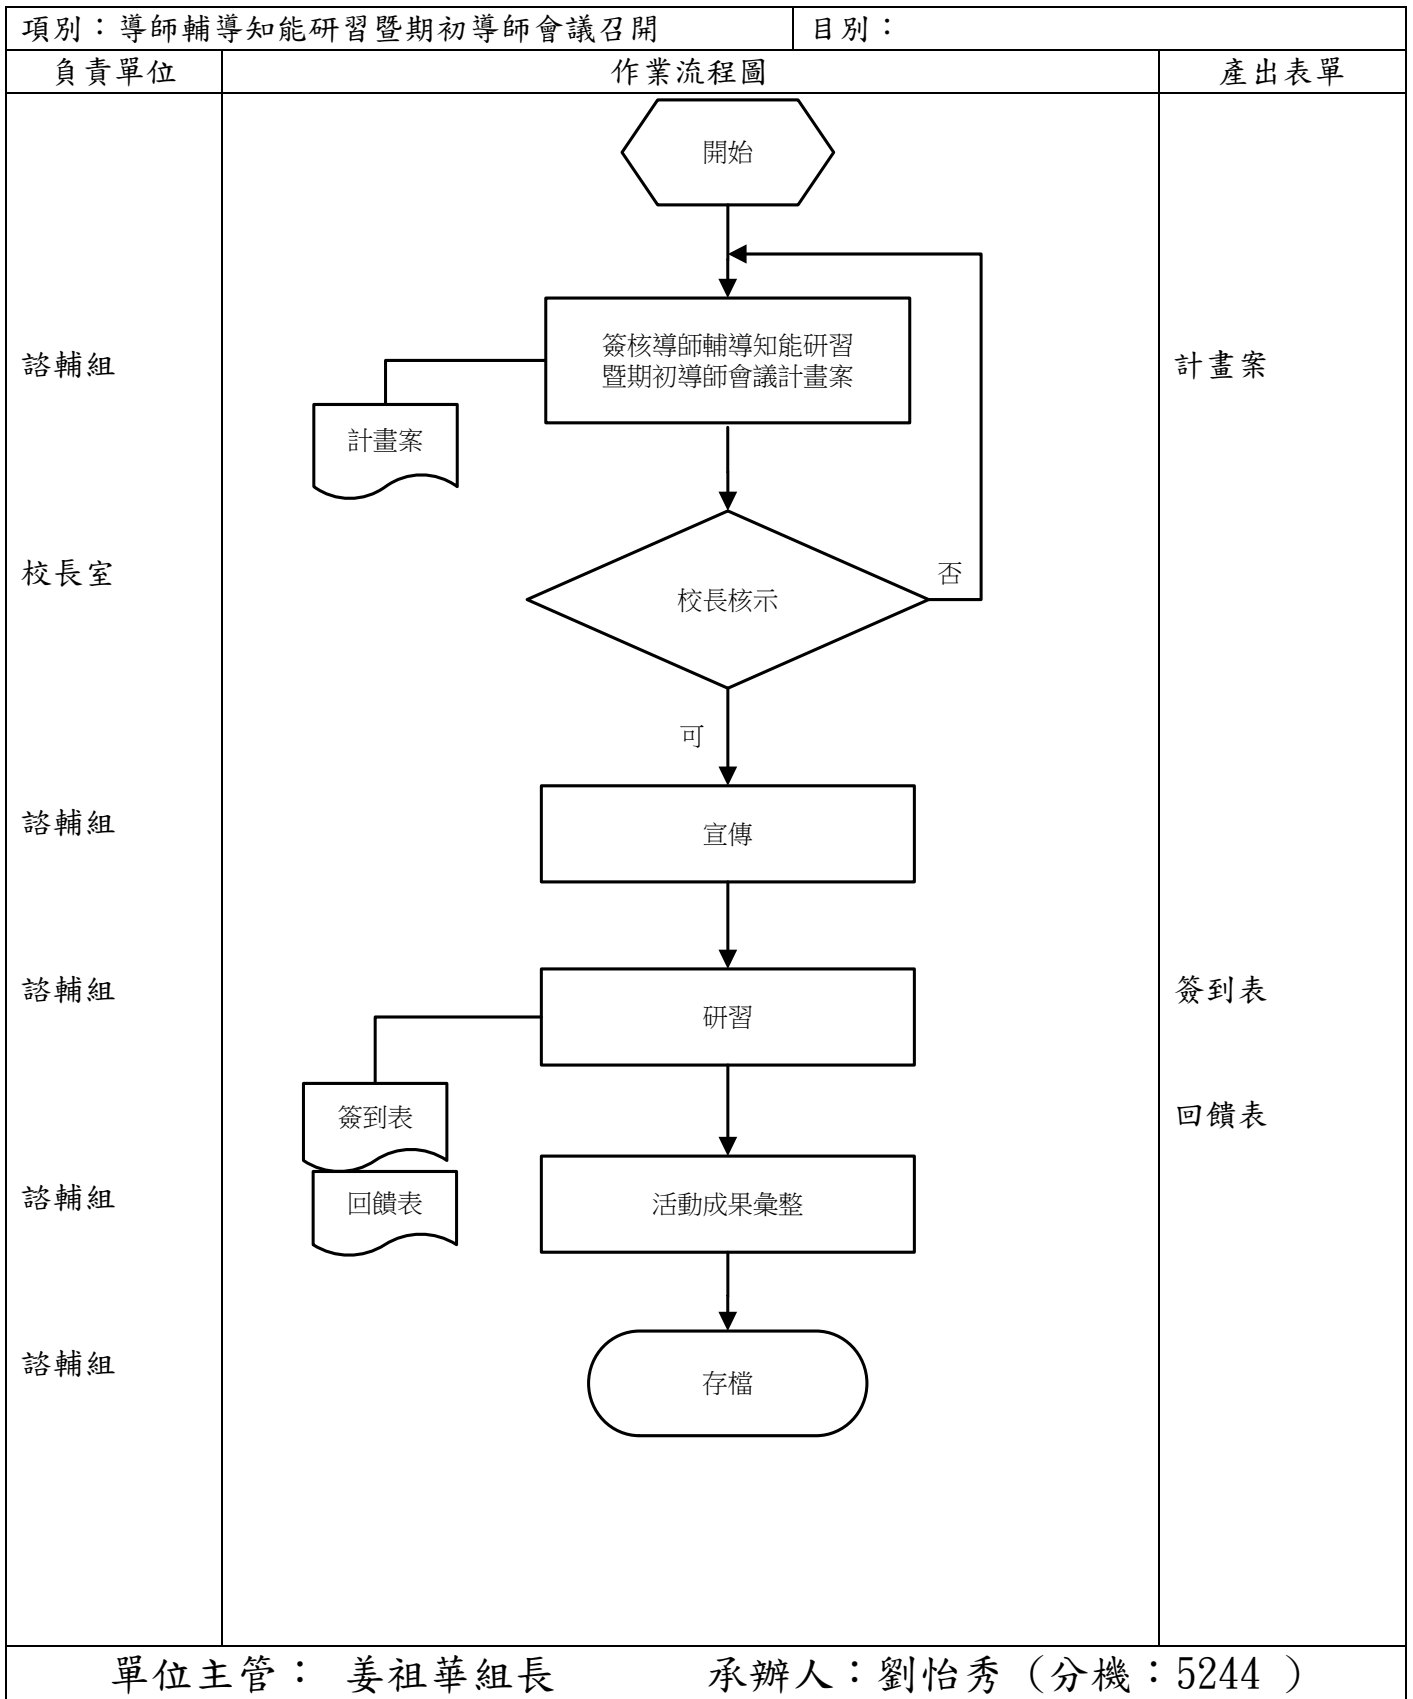 項別：導師輔導知能研習暨期初導師會議召開 目別：
負責單位 作業流程圖 產出表單
開始
簽核導師輔導知能研習
暨期初導師會議計畫案
諮輔組 計畫案
計畫案
校長室 否
校長核示
可
諮輔組 宣傳
諮輔組 研習 簽到表
簽到表 回饋表
諮輔組 回饋表 活動成果彙整
諮輔組 存檔
單位主管： 姜祖華組長 承辦人：劉怡秀（分機：5244 ）